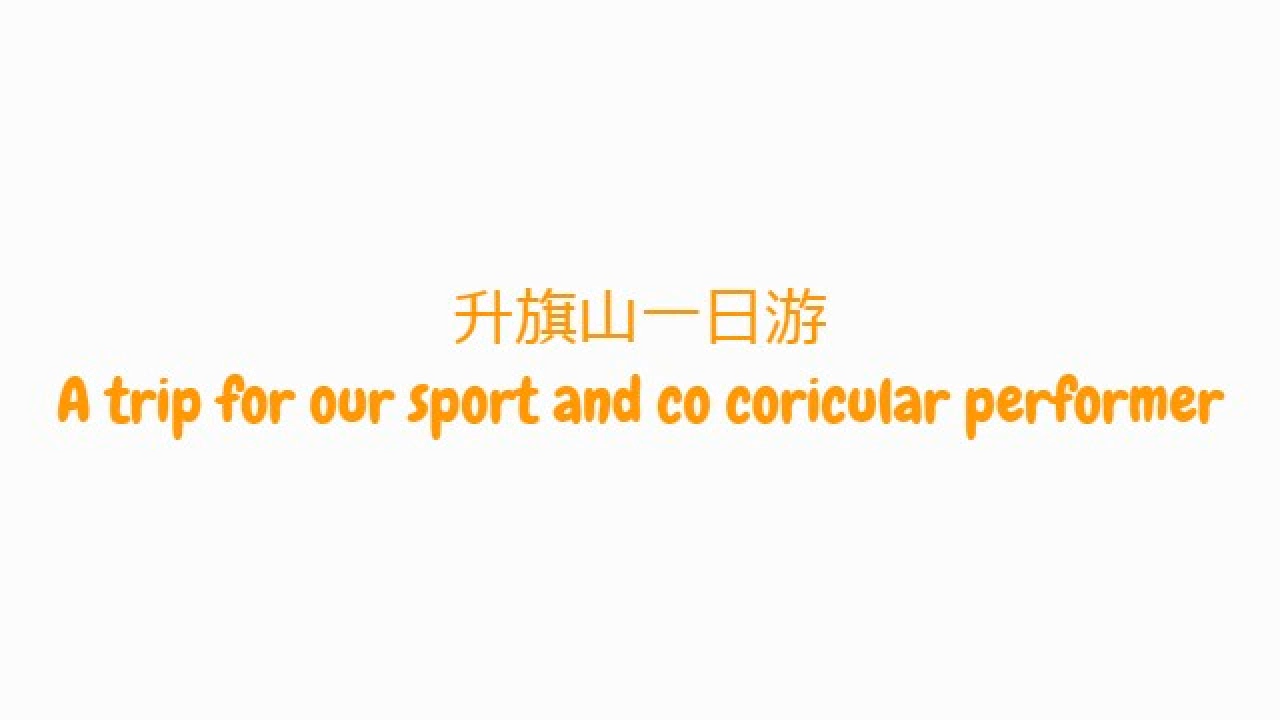 升旗山一日游
A trip for our sport and co coricular performer